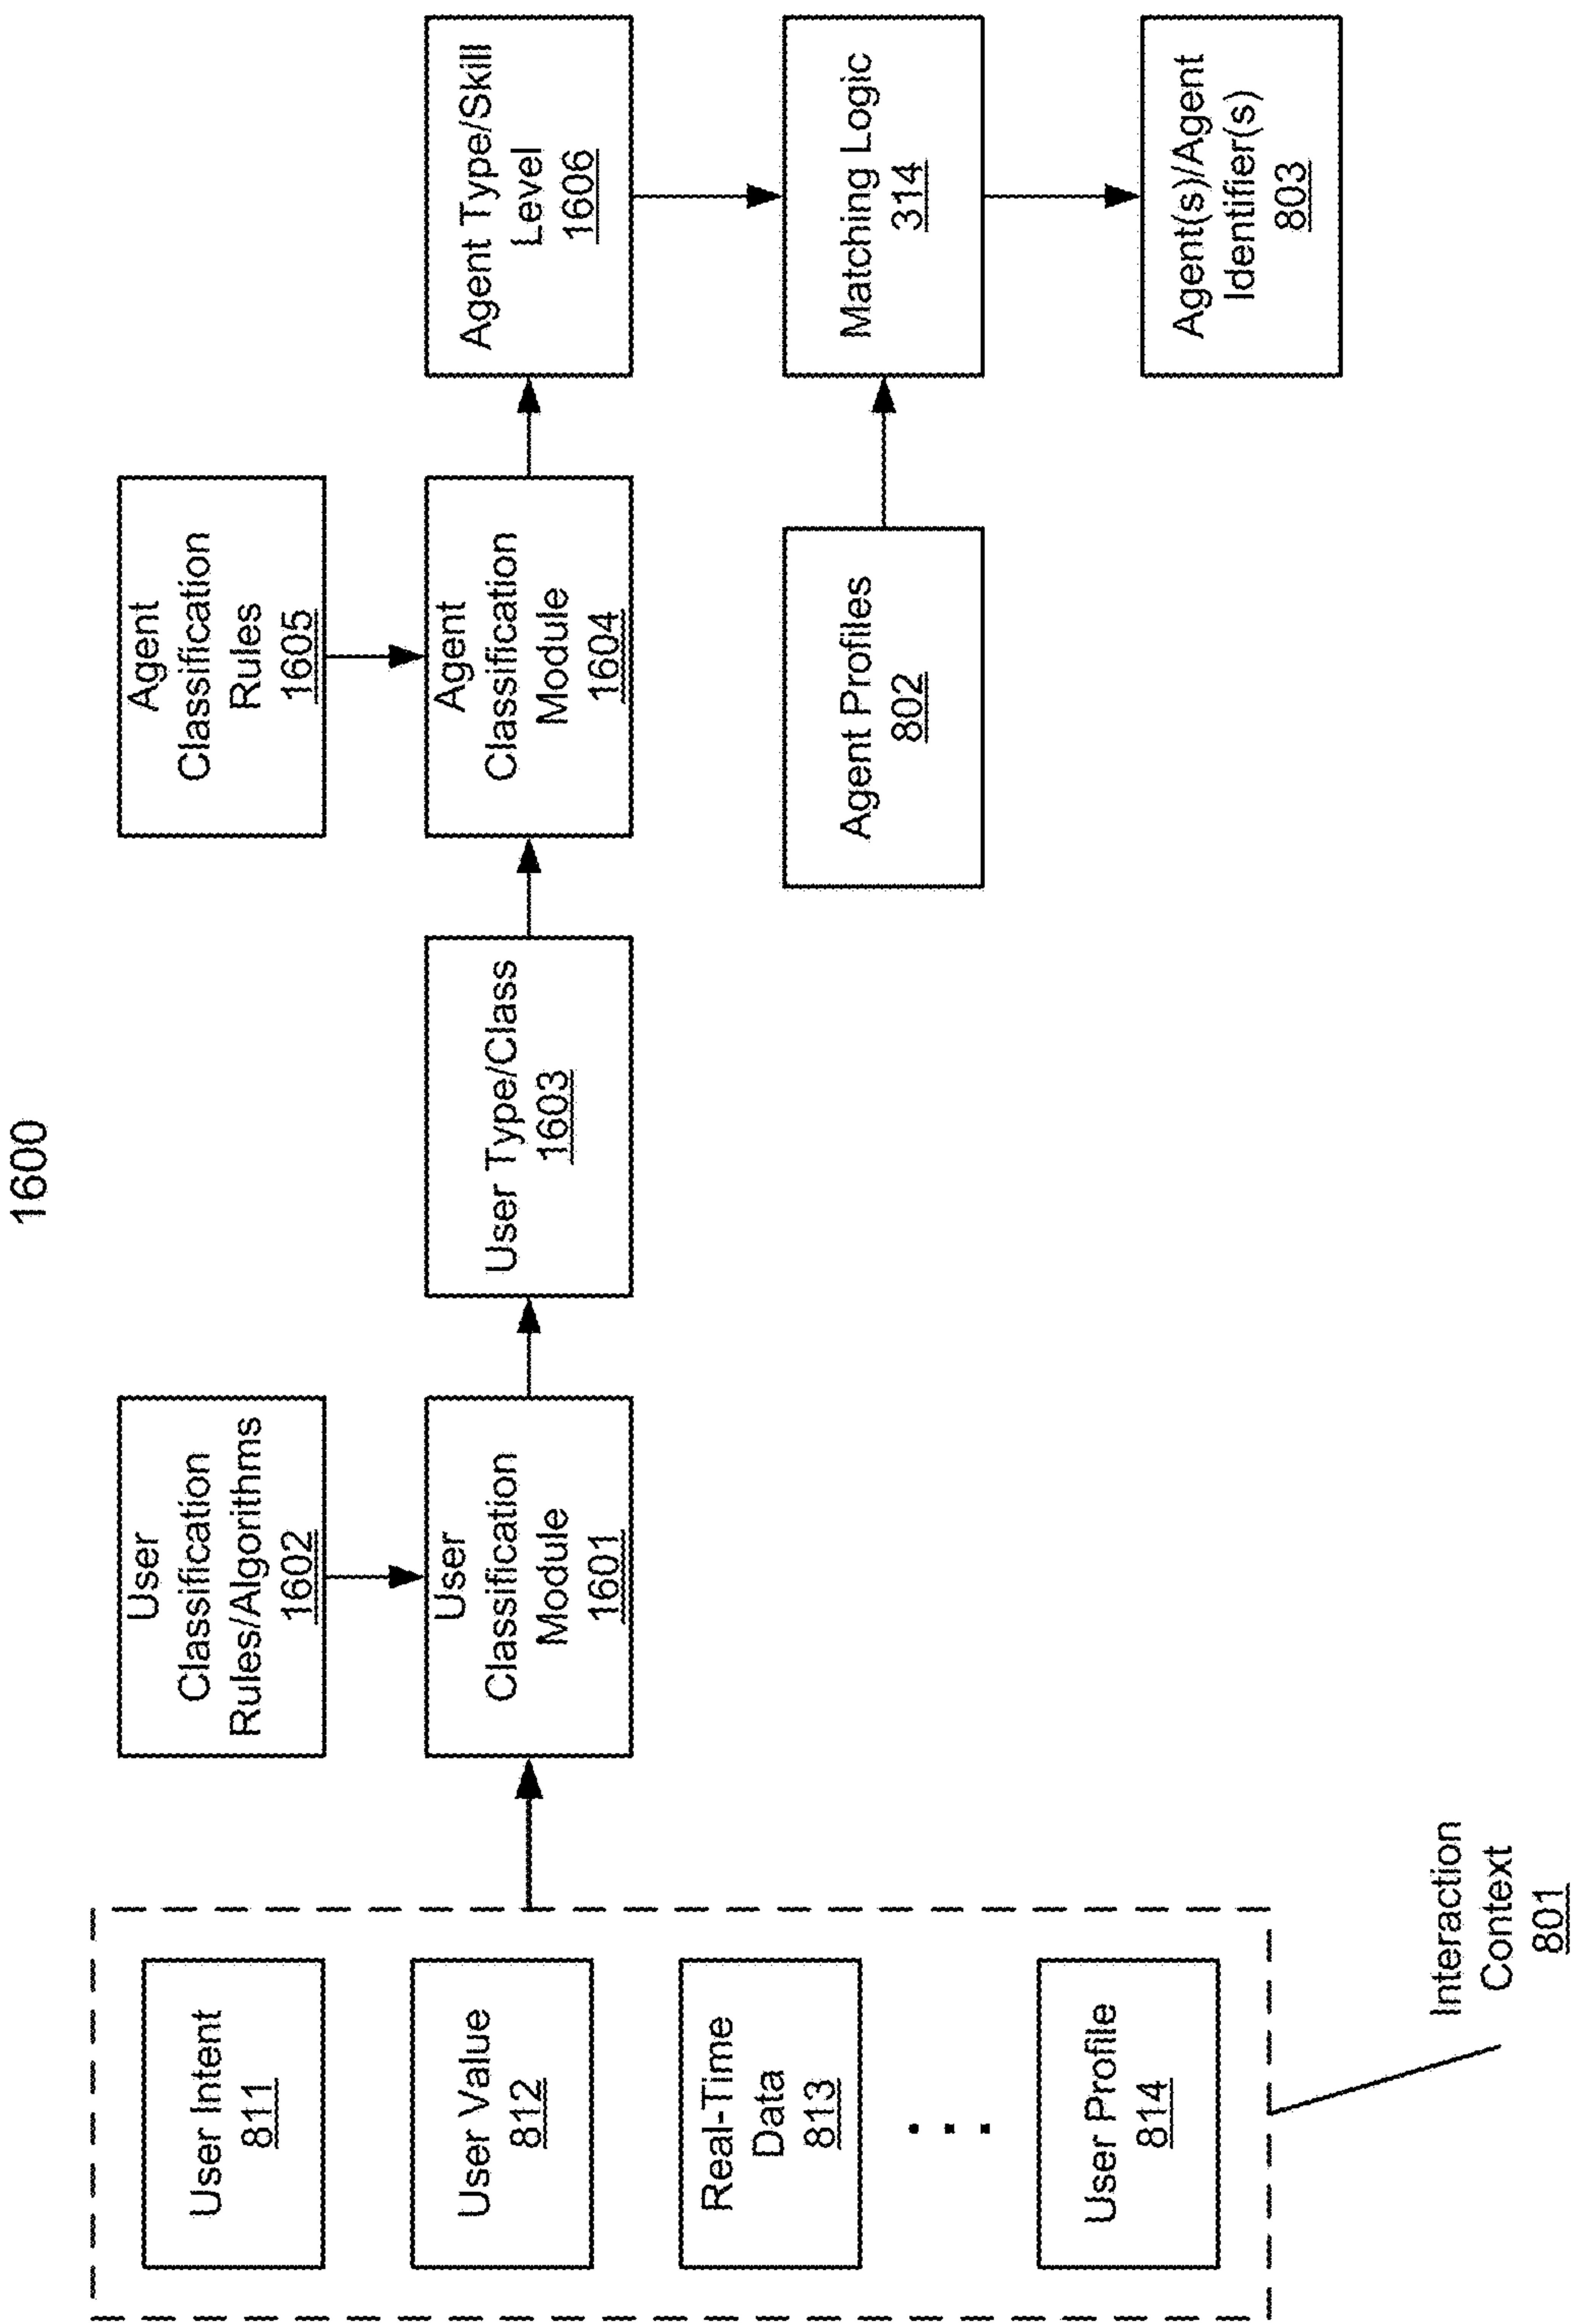 1600
User Intent
811
User Value
812
Real-Time
Data
813
User Profile
814
Interaction
Context
801
User
Classification
Rules/Algorithms
1602
User
Classification
Module
1601
User Type/Class
1603
Agent
Classification
Rules
1605
Agent
Classification
Module
1604
Agent Type/Skill
Level
1606
Agent Profiles
802
Matching Logic
314
Agent(s)/Agent
Identifier(s)
803